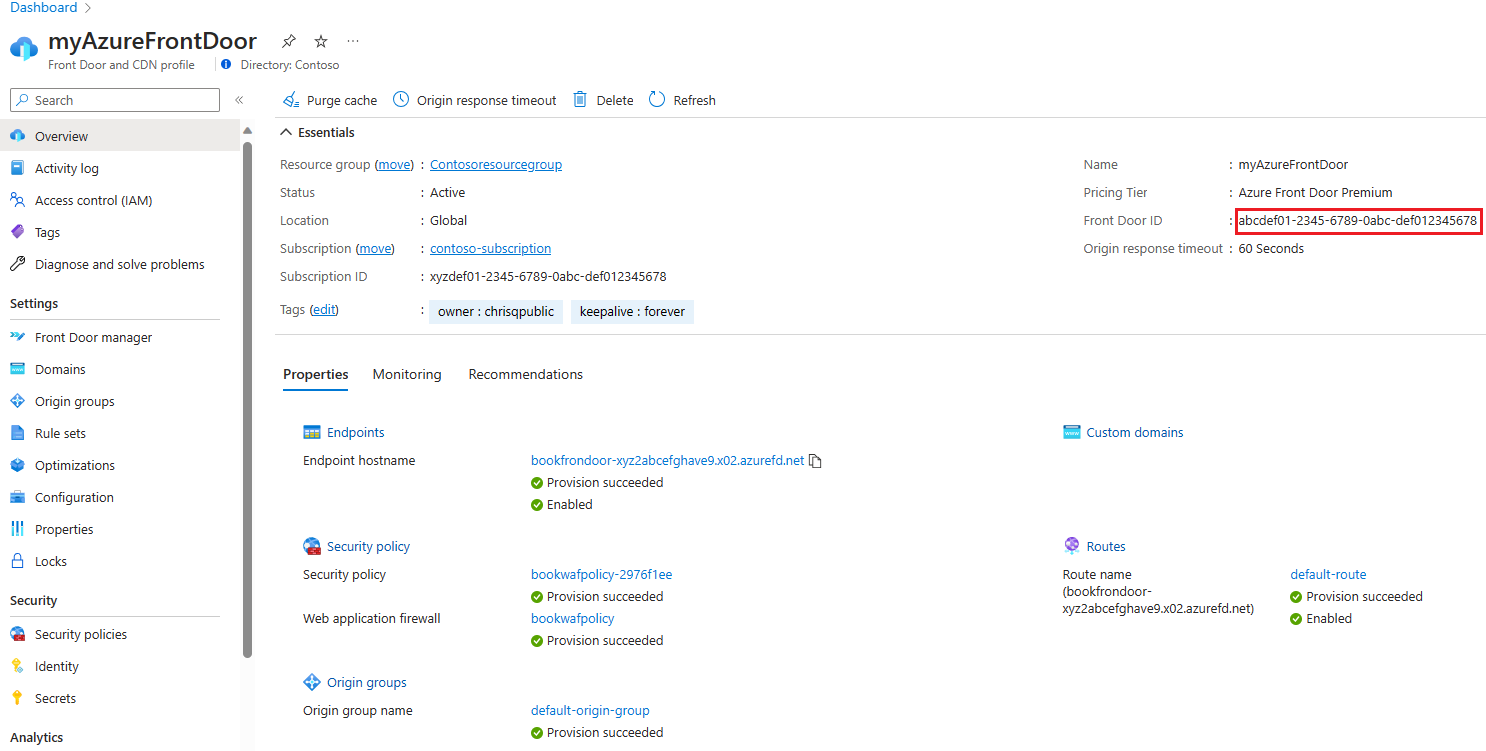 Dashboard
myAzureFrontDoor
Front Door and CDN profile
Directory: Contoso
Search
Overview
Activity log
Access control (IAM)
Tags
Diagnose and solve problems
Settings
Front Door manager
Domains
Origin groups
Rule sets
Optimizations
Configuration
Properties
Locks
Security
Security policies
Identity
Secrets
Analytics
Purge cache Origin response timeout Delete Refresh
Essentials
Resource group (move) : Contosoresourcegroup
Status : Active
Location : Global
Subscription (move) : contoso-subscription
Subscription ID : xyzdef01-2345-6789-0abc-def012345678
Tags (edit) : owner : chrisqpublic keepalive : forever
Name : myAzureFrontDoor
Pricing Tier : Azure Front Door Premium
Front Door ID : abcdef01-2345-6789-0abc-def012345678
Origin response timeout : 60 Seconds
Properties Monitoring Recommendations
Endpoints
Endpoint hostname bookfrondoor-xyz2abcefghave9.x02.azurefd.net
Provision succeeded
Enabled
Custom domains
Security policy
Security policy bookwafpolicy-2976f1ee
Provision succeeded
Web application firewall bookwafpolicy
Provision succeeded
Routes
Route name default-route
(bookfrondoor- Provision succeeded
xyz2abcefghave9.x02.azurefd.net) Enabled
Origin groups
Origin group name default-origin-group
Provision succeeded